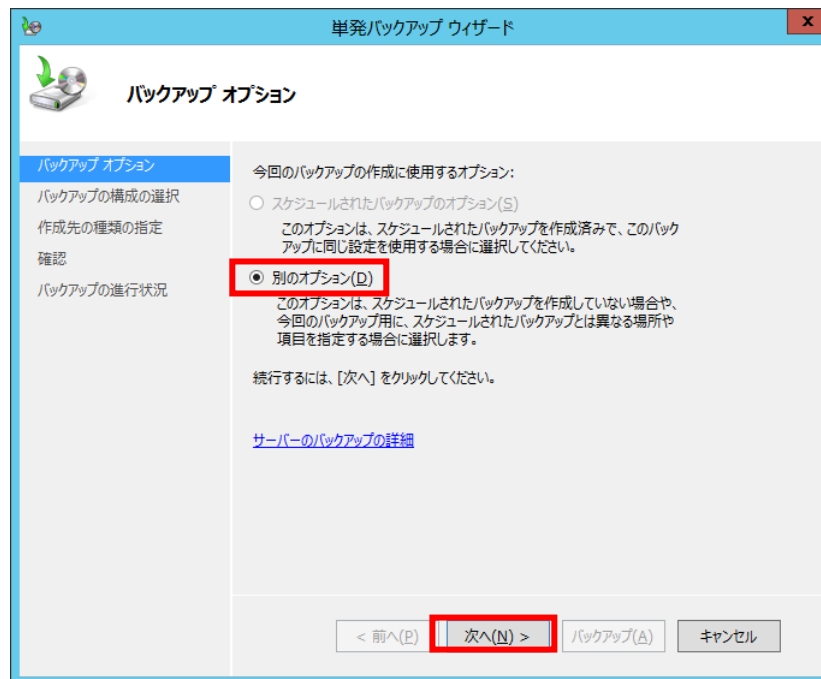 単発バックアップ ウィザード
x
バックアップ オプション
バックアップ オプション
バックアップの構成の選択
作成先の種類の指定
確認
バックアップの進行状況
今回のバックアップの作成に使用するオプション:
スケジュールされたバックアップのオプション(S)
このオプションは、スケジュールされたバックアップを作成済みで、このバック
アップに同じ設定を使用する場合に選択してください。
別のオプション(D)
このオプションは、スケジュールされたバックアップを作成していない場合や、
今回のバックアップ用に、スケジュールされたバックアップとは異なる場所や
項目を指定する場合に選択します。
続行するには、[次へ] をクリックしてください。
サーバーのバックアップの詳細
< 前へ(P)
次へ(N) >
バックアップ(A)
キャンセル